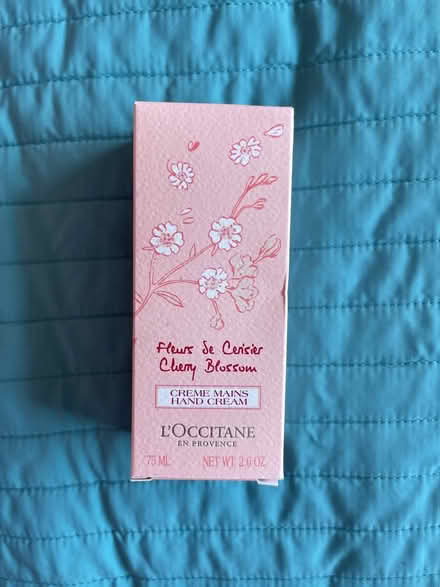 Fleurs de Cerisier
Cherry Blossom
CREME MAINS
HAND CREAM
L'OCCITANE
EN PROVENCE
75 ML NET WT. 2.6 OZ.